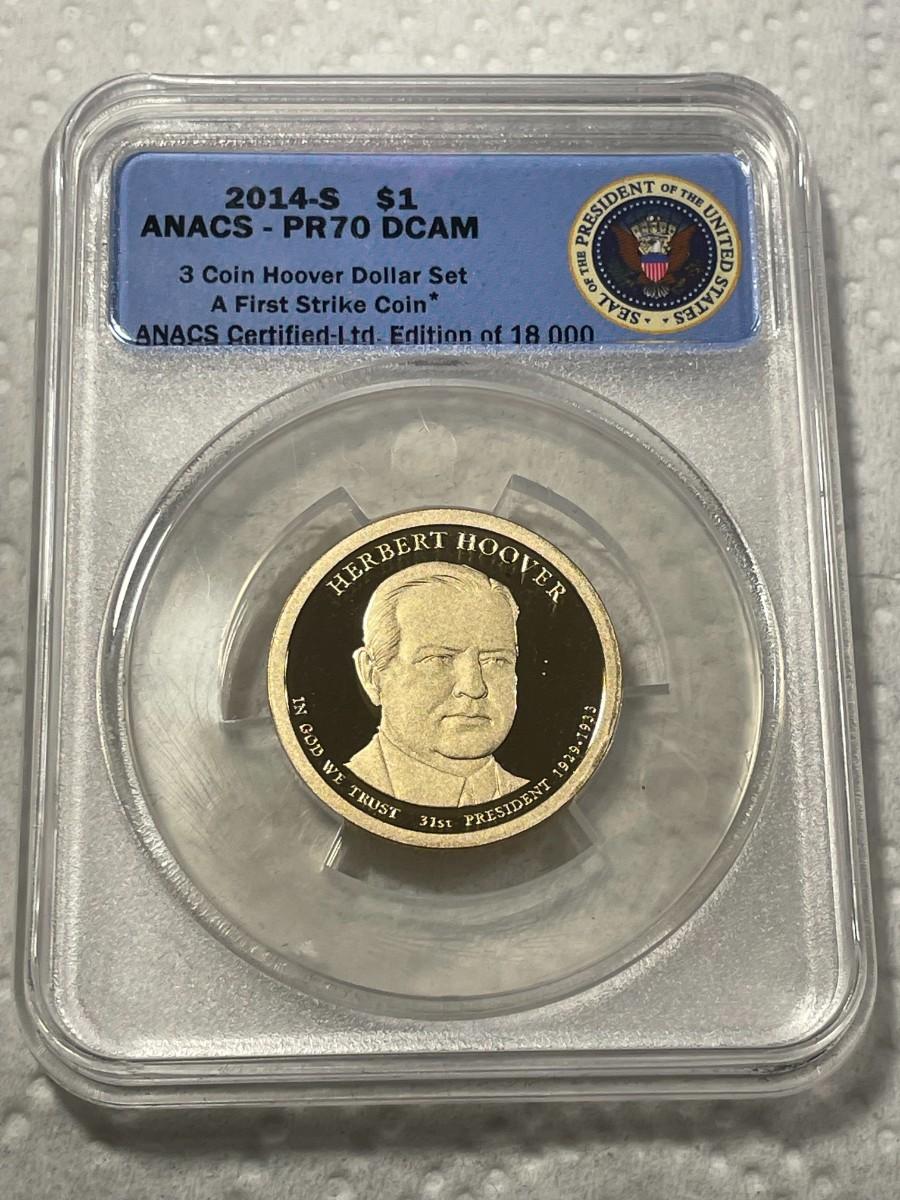 2014-S $1
ANACS - PR70 DCAM
3 Coin Hoover Dollar Set
A First Strike Coin*
ANACS Certified-Ltd. Edition of 18,000
SEAL OF THE PRESIDENT OF THE UNITED STATES
HERBERT HOOVER
IN GOD WE TRUST 31st PRESIDENT 1929-1933